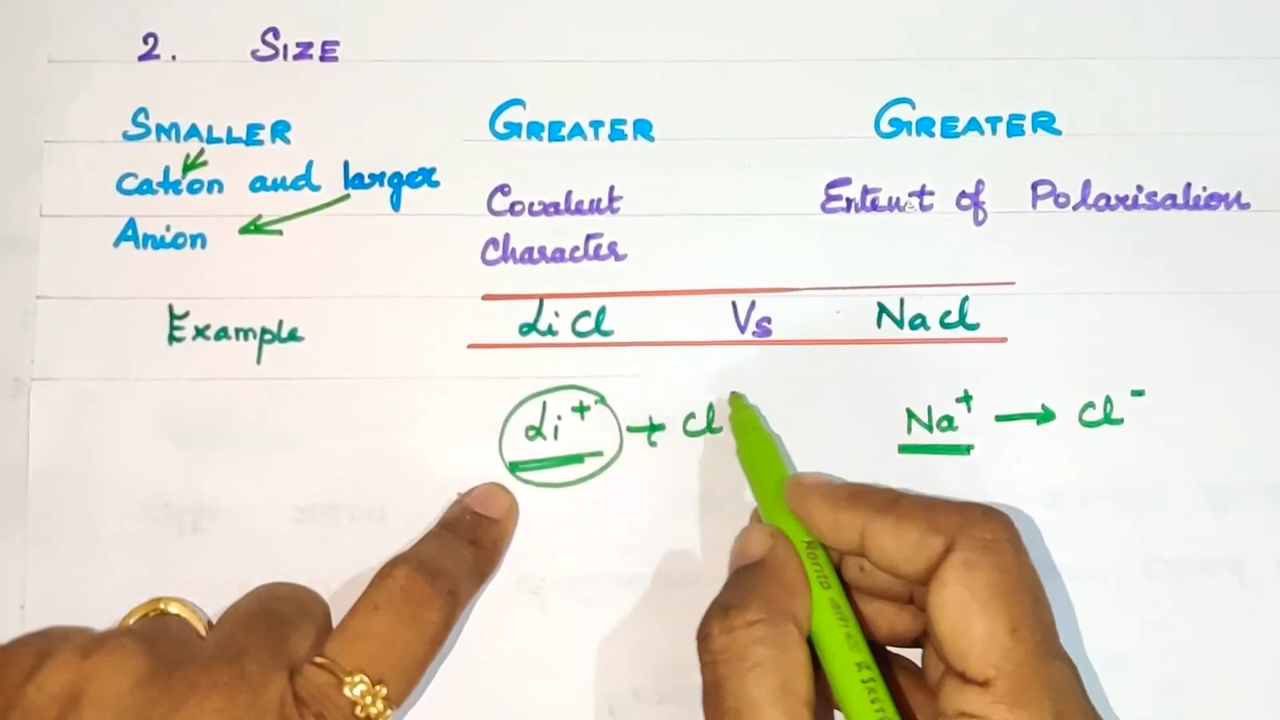 2. SIZE
SMALLER
Cation and larger
Anion
GREATER
Covalent
Character
GREATER
Extent of Polarisation
Example
LiCl Vs NaCl
Li⁺ + Cl
Na⁺ → Cl⁻
Rorito